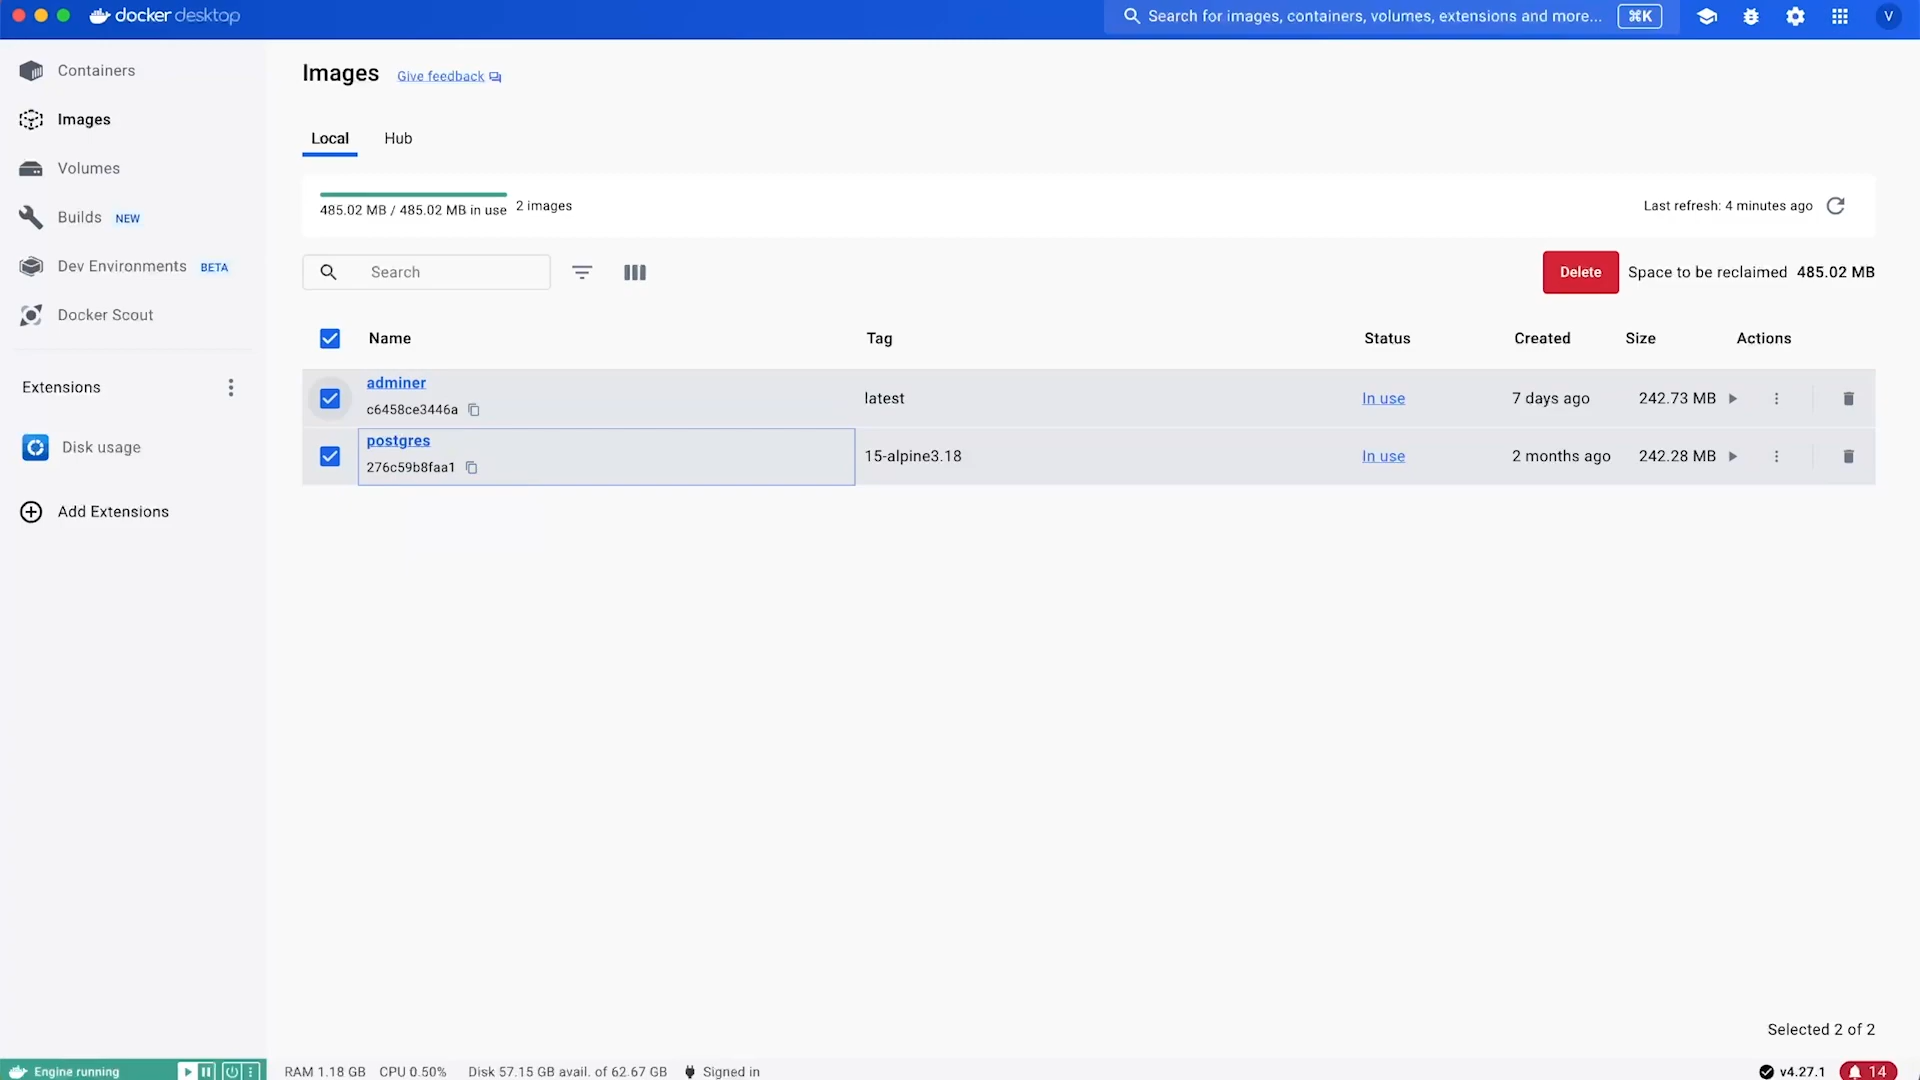 docker desktop
Search for images, containers, volumes, extensions and more... ⌘K
V
Containers
Images
Volumes
Builds NEW
Dev Environments BETA
Docker Scout
Extensions
Disk usage
Add Extensions
Images Give feedback
Local Hub
485.02 MB / 485.02 MB in use 2 images
Last refresh: 4 minutes ago
Search
Delete Space to be reclaimed 485.02 MB
Name Tag Status Created Size Actions
adminer
c6458ce3446a
latest In use 7 days ago 242.73 MB
postgres
276c59b8faa1
15-alpine3.18 In use 2 months ago 242.28 MB
Selected 2 of 2
Engine running
RAM 1.18 GB CPU 0.50% Disk 57.15 GB avail. of 62.67 GB Signed in
v4.27.1 14